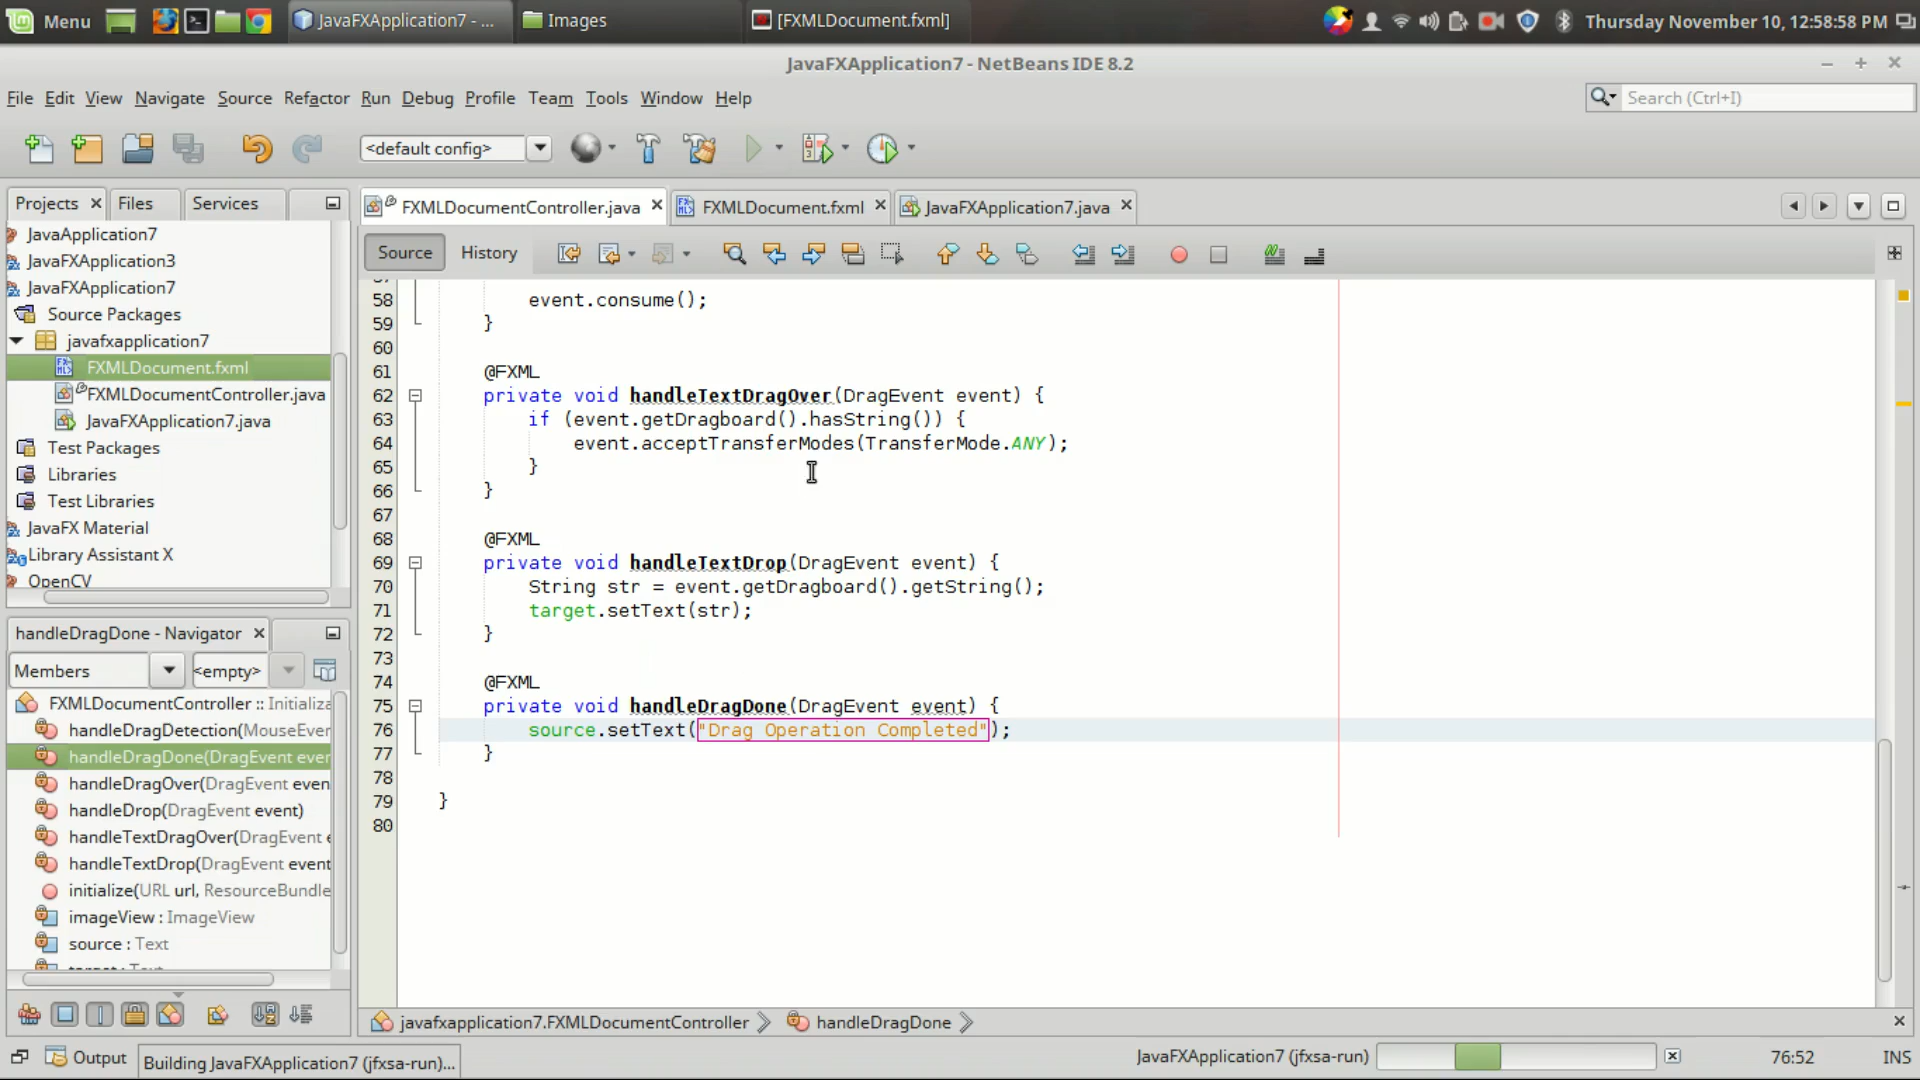 Menu
JavaFXApplication7 - ...
Images
[FXMLDocument.fxml]
Thursday November 10, 12:58:58 PM
JavaFXApplication7 - NetBeans IDE 8.2
File Edit View Navigate Source Refactor Run Debug Profile Team Tools Window Help
Search (Ctrl+I)
<default config>
Projects
Files
Services
FXMLDocumentController.java
FXMLDocument.fxml
JavaFXApplication7.java
JavaApplication7
JavaFXApplication3
JavaFXApplication7
Source Packages
javafxapplication7
FXMLDocument.fxml
FXMLDocumentController.java
JavaFXApplication7.java
Test Packages
Libraries
Test Libraries
JavaFX Material
Library Assistant X
OpenCV
Source
History
58 event.consume();
59 }
60
61 @FXML
62 private void handleTextDragOver(DragEvent event) {
63 if (event.getDragboard().hasString()) {
64 event.acceptTransferModes(TransferMode.ANY);
65 }
66 }
67
68 @FXML
69 private void handleTextDrop(DragEvent event) {
70 String str = event.getDragboard().getString();
71 target.setText(str);
72 }
73
74 @FXML
75 private void handleDragDone(DragEvent event) {
76 source.setText("Drag Operation Completed");
77 }
78
79 }
80
handleDragDone - Navigator
Members
<empty>
FXMLDocumentController :: Initializa
handleDragDetection(MouseEver
handleDragDone(DragEvent ever
handleDragOver(DragEvent even
handleDrop(DragEvent event)
handleTextDragOver(DragEvent e
handleTextDrop(DragEvent event
initialize(URL url, ResourceBundle
imageView : ImageView
source : Text
javafxapplication7.FXMLDocumentController
handleDragDone
Output
Building JavaFXApplication7 (jfxsa-run)...
JavaFXApplication7 (jfxsa-run)
76:52
INS